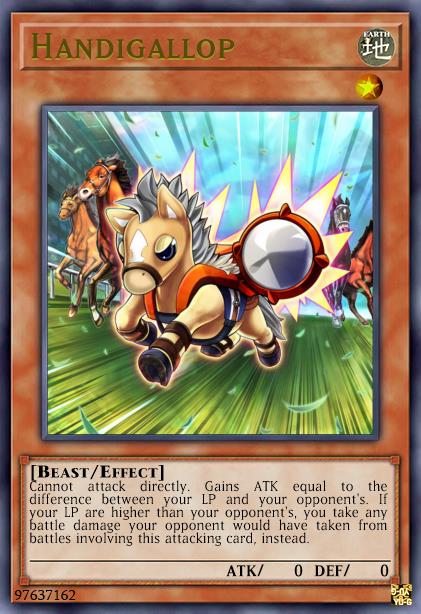 Handigallop
EARTH
地
[Beast/Effect]
Cannot attack directly. Gains ATK equal to the
difference between your LP and your opponent's. If
your LP are higher than your opponent's, you take any
battle damage your opponent would have taken from
battles involving this attacking card, instead.
ATK/ 0 DEF/ 0
97637162